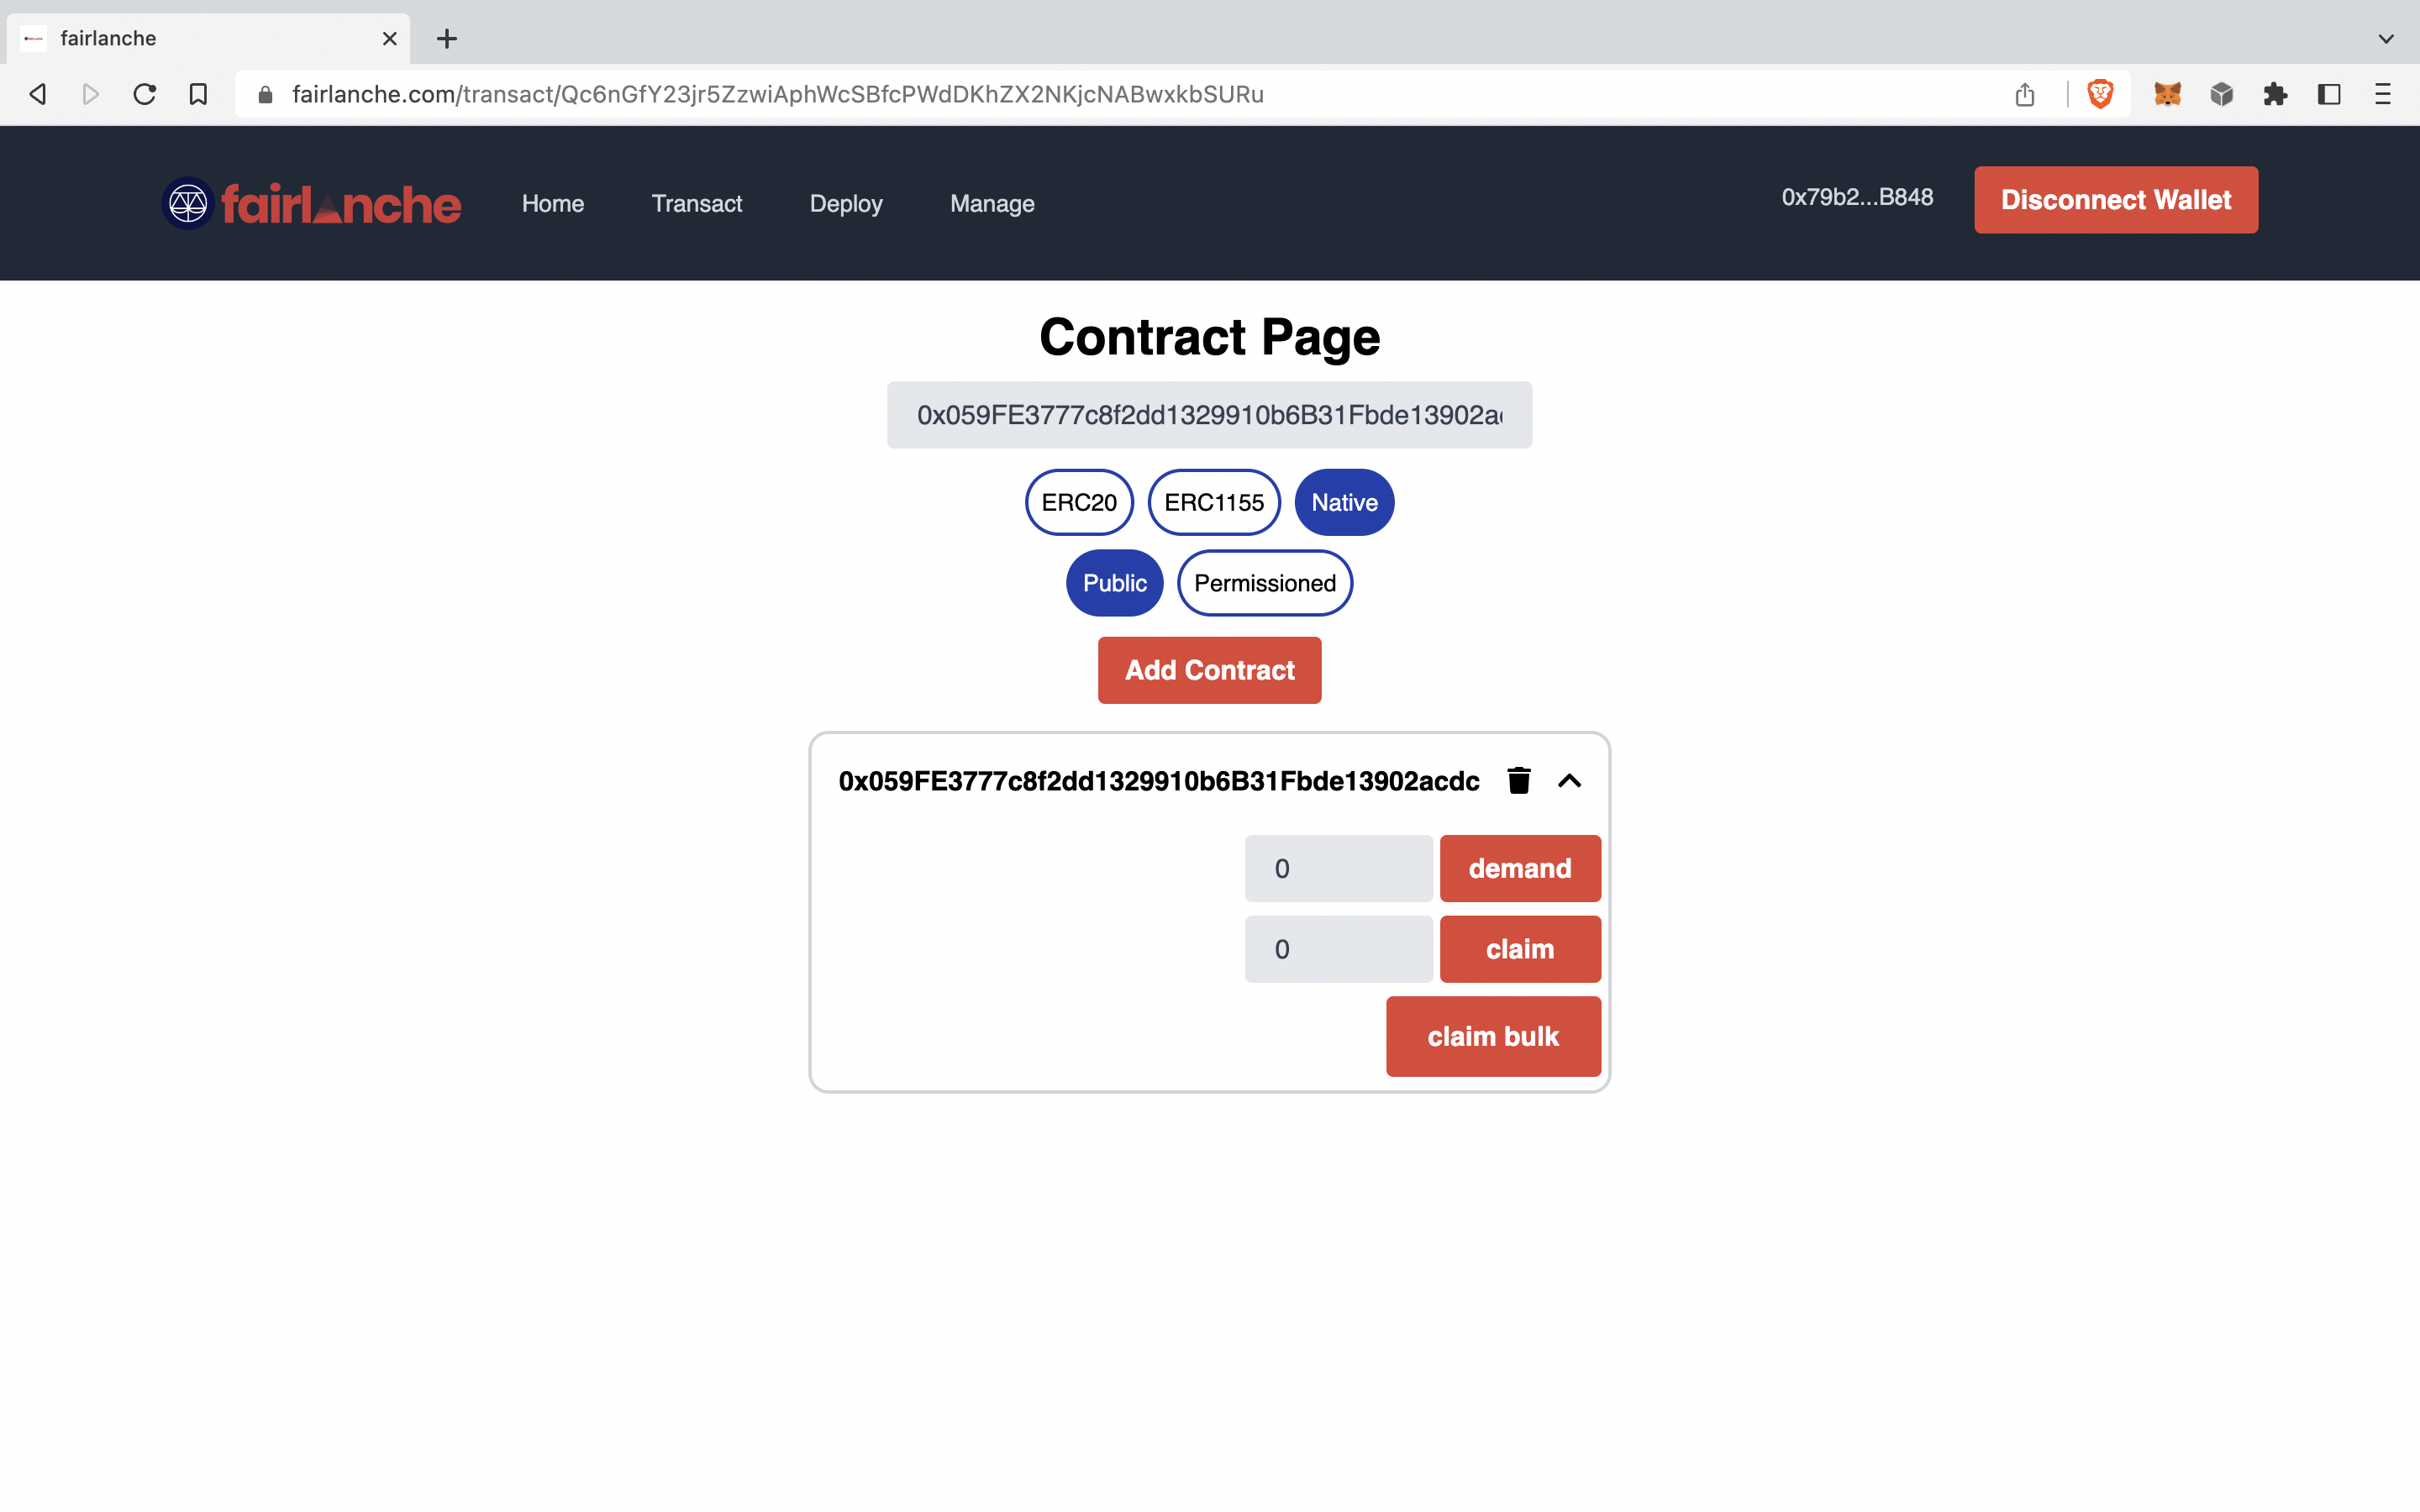 fairlanche
fairlanche.com/transact/Qc6nGfY23jr5ZzwiAphWcSBfcPWdDKhZX2NKjcNABwxkbSURu
fairlanche
Home
Transact
Deploy
Manage
0x79b2...B848
Disconnect Wallet
Contract Page
0x059FE3777c8f2dd1329910b6B31Fbde13902a
ERC20
ERC1155
Native
Public
Permissioned
Add Contract
0x059FE3777c8f2dd1329910b6B31Fbde13902acdc
0
demand
0
claim
claim bulk